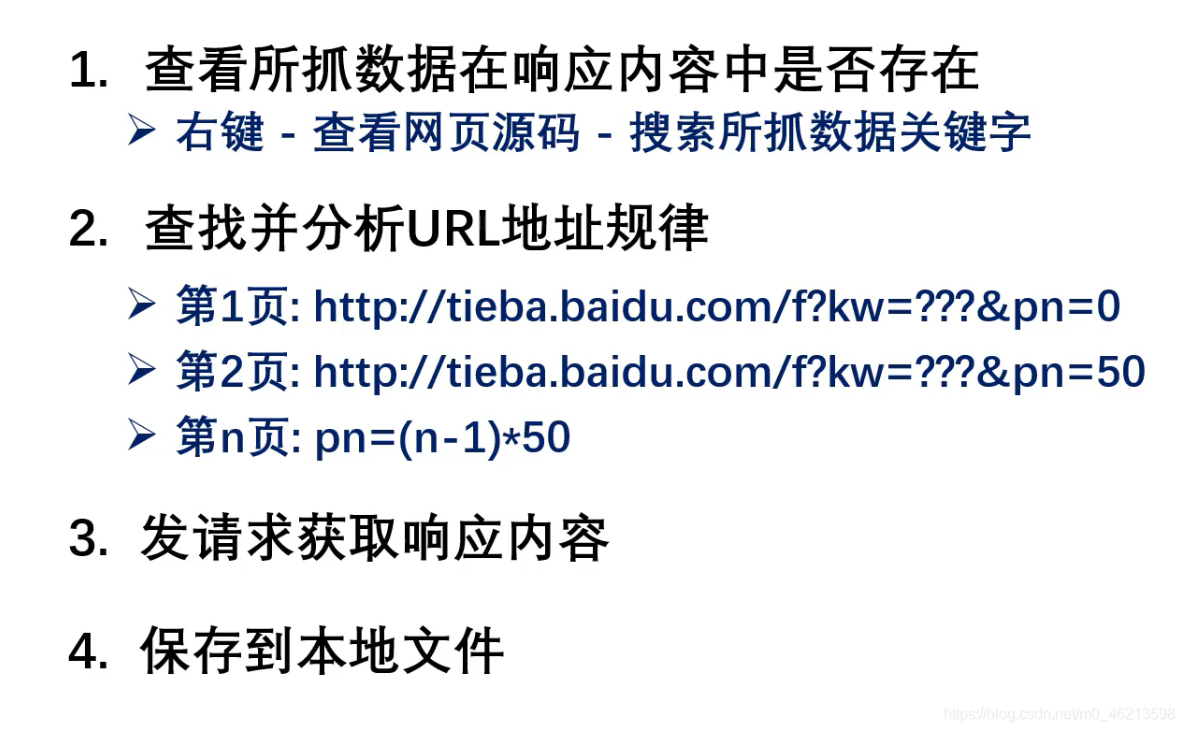 1. 查看所抓数据在响应内容中是否存在
➢ 右键 - 查看网页源码 - 搜索所抓数据关键字
2. 查找并分析URL地址规律
➢ 第1页: http://tieba.baidu.com/f?kw=???&pn=0
➢ 第2页: http://tieba.baidu.com/f?kw=???&pn=50
➢ 第n页: pn=(n-1)*50
3. 发请求获取响应内容
4. 保存到本地文件
https://blog.csdn.net/m0_46213598